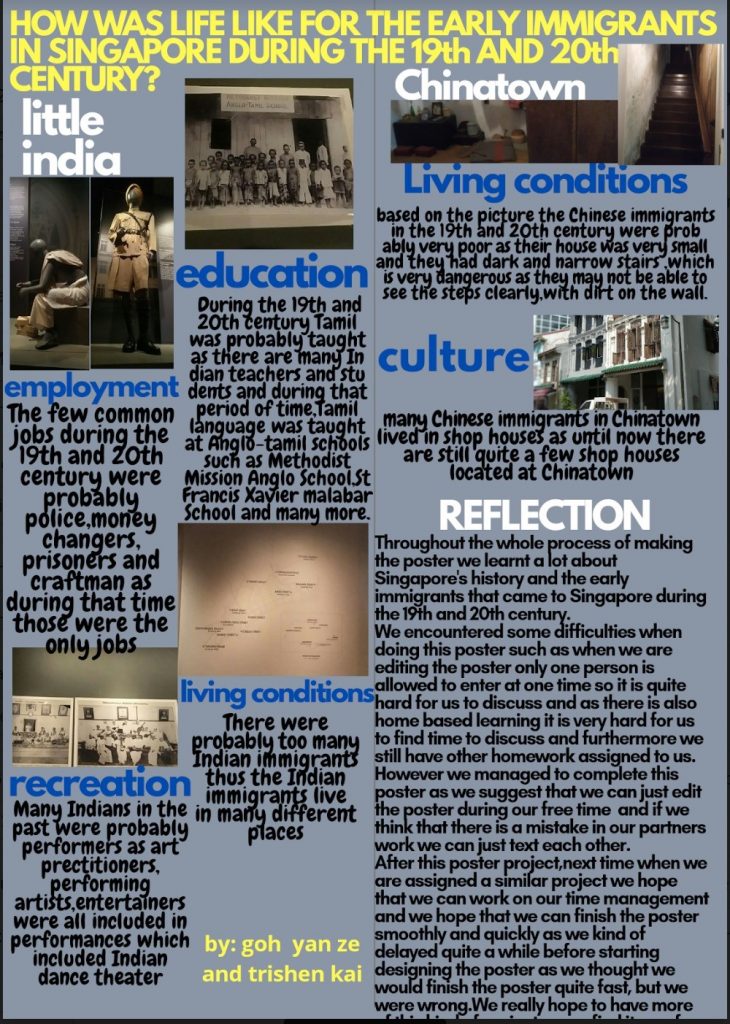 HOW WAS LIFE LIKE FOR THE EARLY IMMIGRANTS
IN SINGAPORE DURING THE 19th AND 20th
CENTURY?
little
india
employment
The few common
jobs during the
19th and 20th
century were
probably
police,money
changers,
prisoners and
craftman as
during that time
those were the
only jobs
recreation
Many Indians in the
past were probably
performers as art
prectitioners,
performing
artists,entertainers
were all included in
performances which
included Indian
dance theater
ANGLO-TAMIL SCHOOL
education
During the 19th and
20th century Tamil
was probably taught
as there are many In
dian teachers and stu
dents and during that
period of time,Tamil
language was taught
at Anglo-tamil schools
such as Methodist
Mission Anglo School,St
Francis Xavier malabar
School and many more.
living conditions
There were
probably too many
Indian immigrants
thus the Indian
immigrants live
in many different
places
by: goh yan ze
and trishen kai
Chinatown
Living conditions
based on the picture the Chinese immigrants
in the 19th and 20th century were prob
ably very poor as their house was very small
and they had dark and narrow stairs ,which
is very dangerous as they may not be able to
see the steps clearly,with dirt on the wall.
culture
many Chinese immigrants in Chinatown
lived in shop houses as until now there
are still quite a few shop houses
located at Chinatown
REFLECTION
Throughout the whole process of making
the poster we learnt a lot about
Singapore's history and the early
immigrants that came to Singapore during
the 19th and 20th century.
We encountered some difficulties when
doing this poster such as when we are
editing the poster only one person is
allowed to enter at one time so it is quite
hard for us to discuss and as there is also
home based learning it is very hard for us
to find time to discuss and furthermore we
still have other homework assigned to us.
However we managed to complete this
poster as we suggest that we can just edit
the poster during our free time and if we
think that there is a mistake in our partners
work we can just text each other.
After this poster project,next time when we
are assigned a similar project we hope
that we can work on our time management
and we hope that we can finish the poster
smoothly and quickly as we kind of
delayed quite a while before starting
designing the poster as we thought we
would finish the poster quite fast, but we
were wrong.We really hope to have more